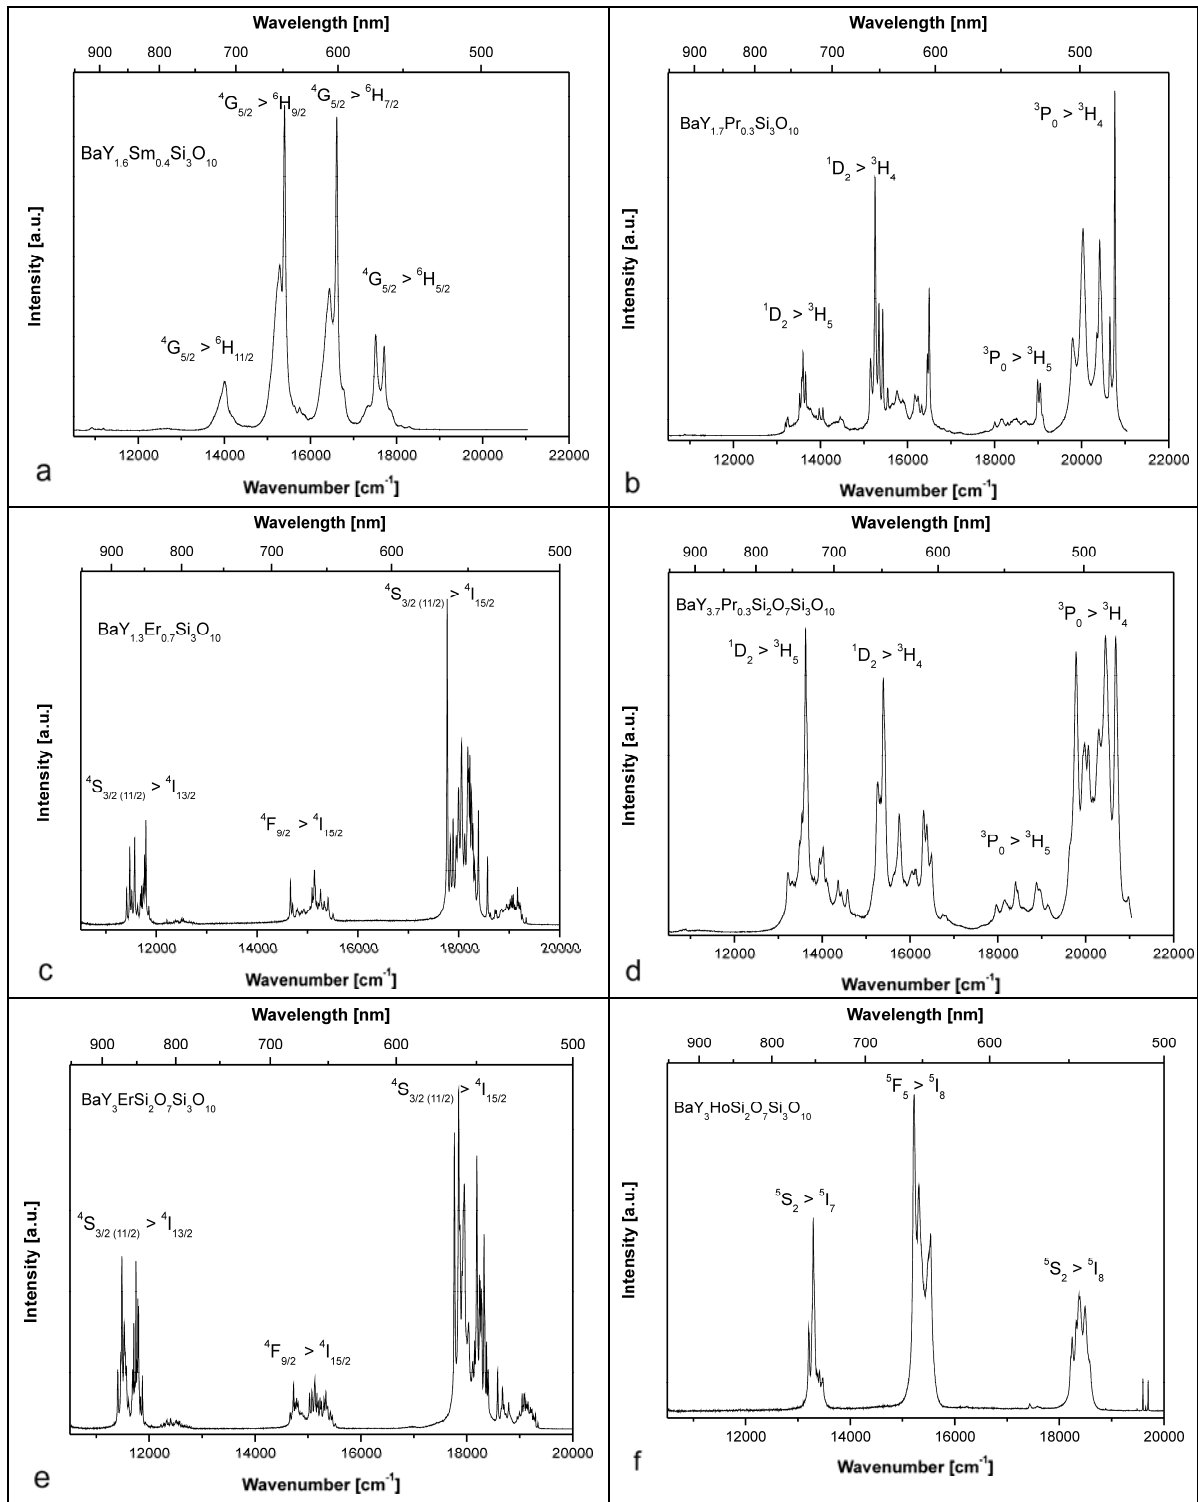 Wavelength [nm]
900 800 700 600 500
⁴G₅/₂ > ⁶H₉/₂ ⁴G₅/₂ > ⁶H₇/₂
BaY₁.₆Sm₀.₄Si₃O₁₀
⁴G₅/₂ > ⁶H₅/₂
⁴G₅/₂ > ⁶H₁₁/₂
Intensity [a.u.]
12000 14000 16000 18000 20000 22000
a
Wavenumber [cm⁻¹]
Wavelength [nm]
900 800 700 600 500
³P₀ > ³H₄
BaY₁.₇Pr₀.₃Si₃O₁₀
¹D₂ > ³H₄
¹D₂ > ³H₅
³P₀ > ³H₅
Intensity [a.u.]
12000 14000 16000 18000 20000 22000
b
Wavenumber [cm⁻¹]
Wavelength [nm]
900 800 700 600 500
⁴S₃/₂ (11/2) > ⁴I₁₅/₂
BaY₁.₃Er₀.₇Si₃O₁₀
⁴S₃/₂ (11/2) > ⁴I₁₃/₂
⁴F₉/₂ > ⁴I₁₅/₂
Intensity [a.u.]
12000 14000 16000 18000 20000
c
Wavenumber [cm⁻¹]
Wavelength [nm]
900 800 700 600 500
BaY₃.₇Pr₀.₃Si₂O₇Si₃O₁₀
³P₀ > ³H₄
¹D₂ > ³H₅ ¹D₂ > ³H₄
³P₀ > ³H₅
Intensity [a.u.]
12000 14000 16000 18000 20000 22000
d
Wavenumber [cm⁻¹]
Wavelength [nm]
900 800 700 600 500
⁴S₃/₂ (11/2) > ⁴I₁₅/₂
BaY₃ErSi₂O₇Si₃O₁₀
⁴S₃/₂ (11/2) > ⁴I₁₃/₂
⁴F₉/₂ > ⁴I₁₅/₂
Intensity [a.u.]
12000 14000 16000 18000 20000
e
Wavenumber [cm⁻¹]
Wavelength [nm]
900 800 700 600 500
⁵F₅ > ⁵I₈
BaY₃HoSi₂O₇Si₃O₁₀
⁵S₂ > ⁵I₇
⁵S₂ > ⁵I₈
Intensity [a.u.]
12000 14000 16000 18000 20000
f
Wavenumber [cm⁻¹]